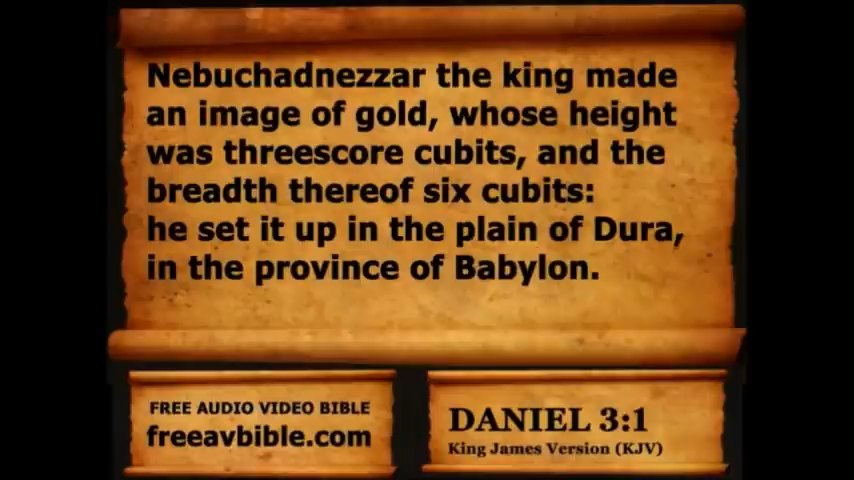 Nebuchadnezzar the king made
an image of gold, whose height
was threescore cubits, and the
breadth thereof six cubits:
he set it up in the plain of Dura,
in the province of Babylon.
FREE AUDIO VIDEO BIBLE
freeavbible.com
DANIEL 3:1
King James Version (KJV)